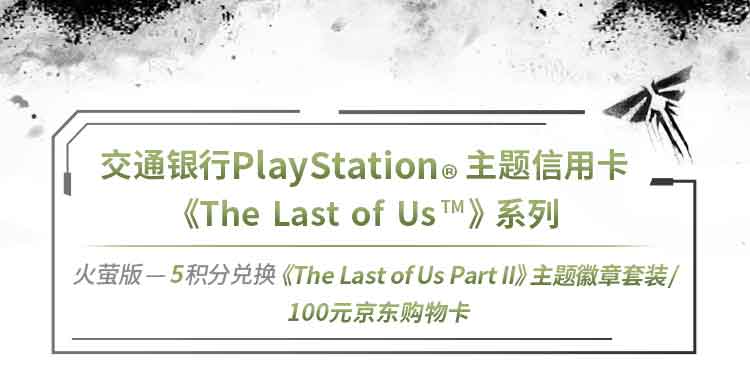 交通银行PlayStation® 主题信用卡
《The Last of Us™》系列
火萤版 — 5积分兑换《The Last of Us Part II》主题徽章套装/
100元京东购物卡